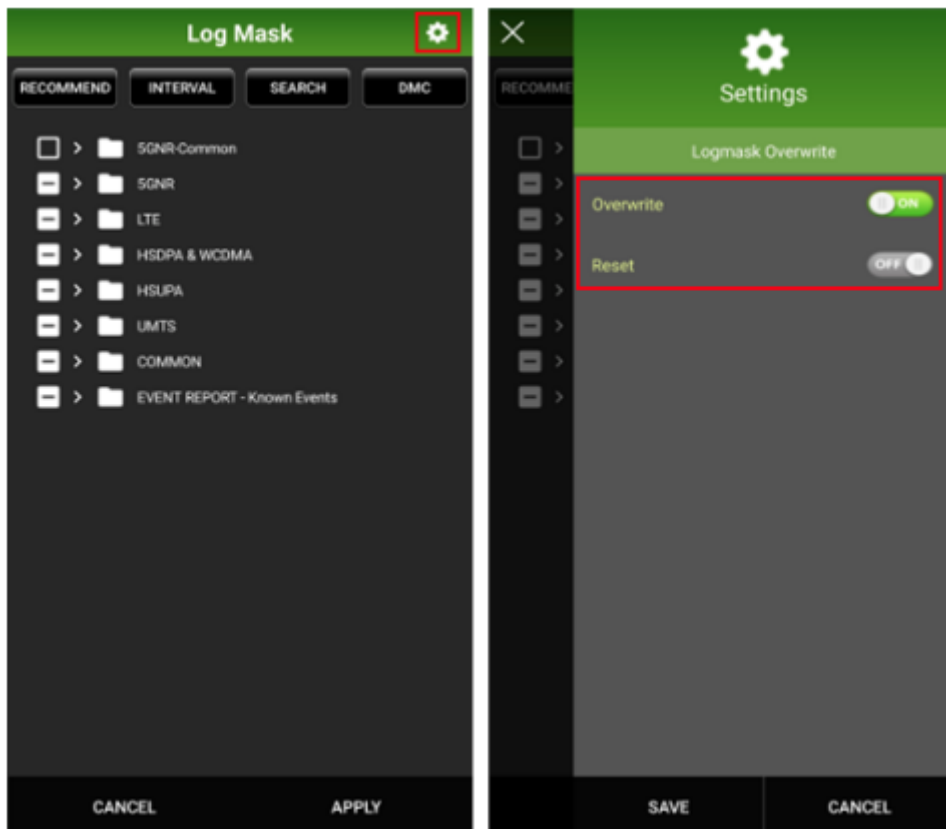 Log Mask
RECOMMEND INTERVAL SEARCH DMC
5GNR-Common
5GNR
LTE
HSDPA & WCDMA
HSUPA
UMTS
COMMON
EVENT REPORT - Known Events
CANCEL APPLY
RECOMME
Settings
Logmask Overwrite
Overwrite ON
Reset OFF
SAVE CANCEL